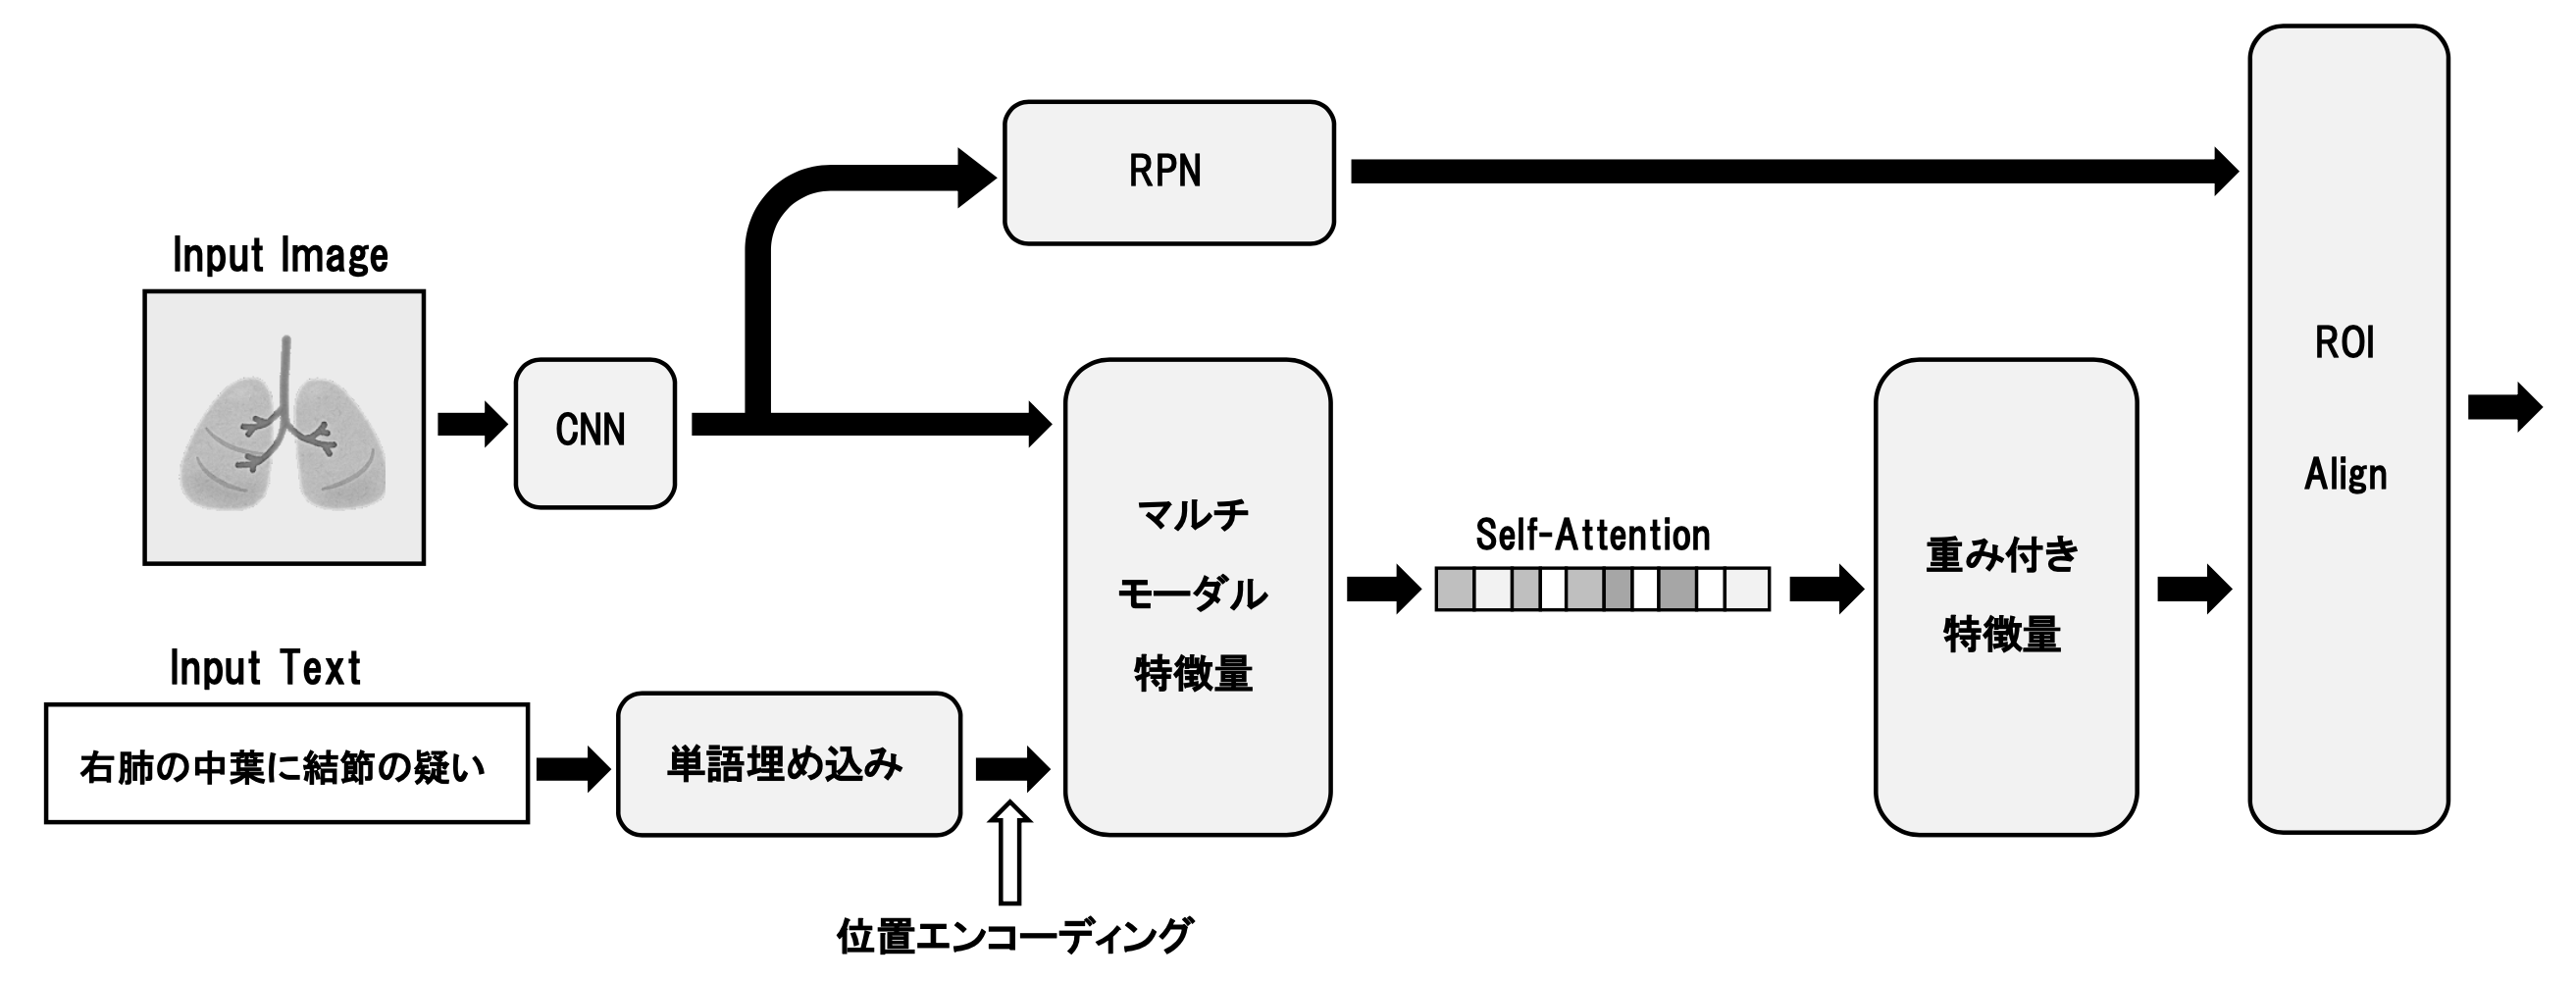 Input Image
CNN
RPN
Input Text
右肺の中葉に結節の疑い
単語埋め込み
位置エンコーディング
マルチ
モーダル
特徴量
Self-Attention
重み付き
特徴量
ROI
Align